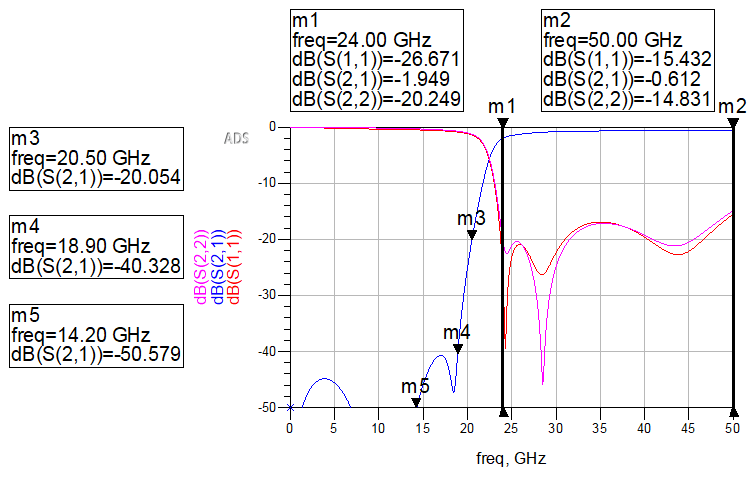 m1
freq=24.00 GHz
dB(S(1,1))=-26.671
dB(S(2,1))=-1.949
dB(S(2,2))=-20.249
m2
freq=50.00 GHz
dB(S(1,1))=-15.432
dB(S(2,1))=-0.612
dB(S(2,2))=-14.831
m3
freq=20.50 GHz
dB(S(2,1))=-20.054
m4
freq=18.90 GHz
dB(S(2,1))=-40.328
m5
freq=14.20 GHz
dB(S(2,1))=-50.579
ADS
m1
m2
m3
m4
m5
dB(S(2,2))
dB(S(2,1))
dB(S(1,1))
0
-10
-20
-30
-40
-50
0 5 10 15 20 25 30 35 40 45 50
freq, GHz